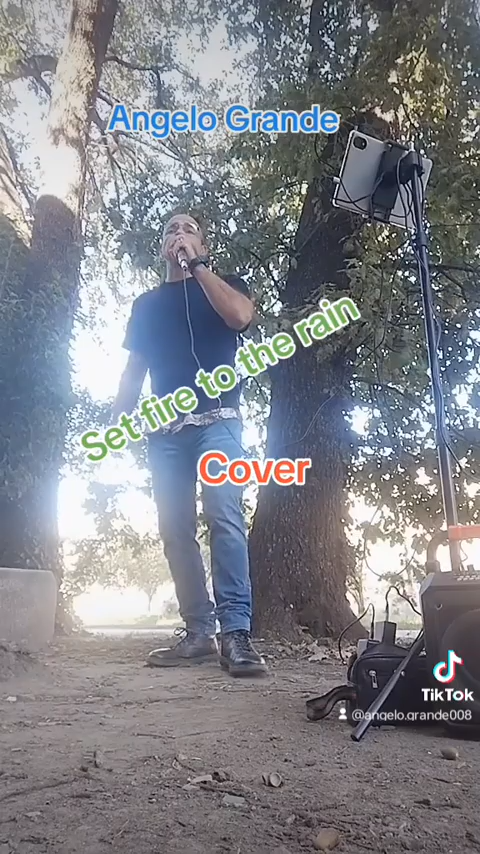 Angelo Grande
Set fire to the rain
Cover
TikTok
@angelo.grande008